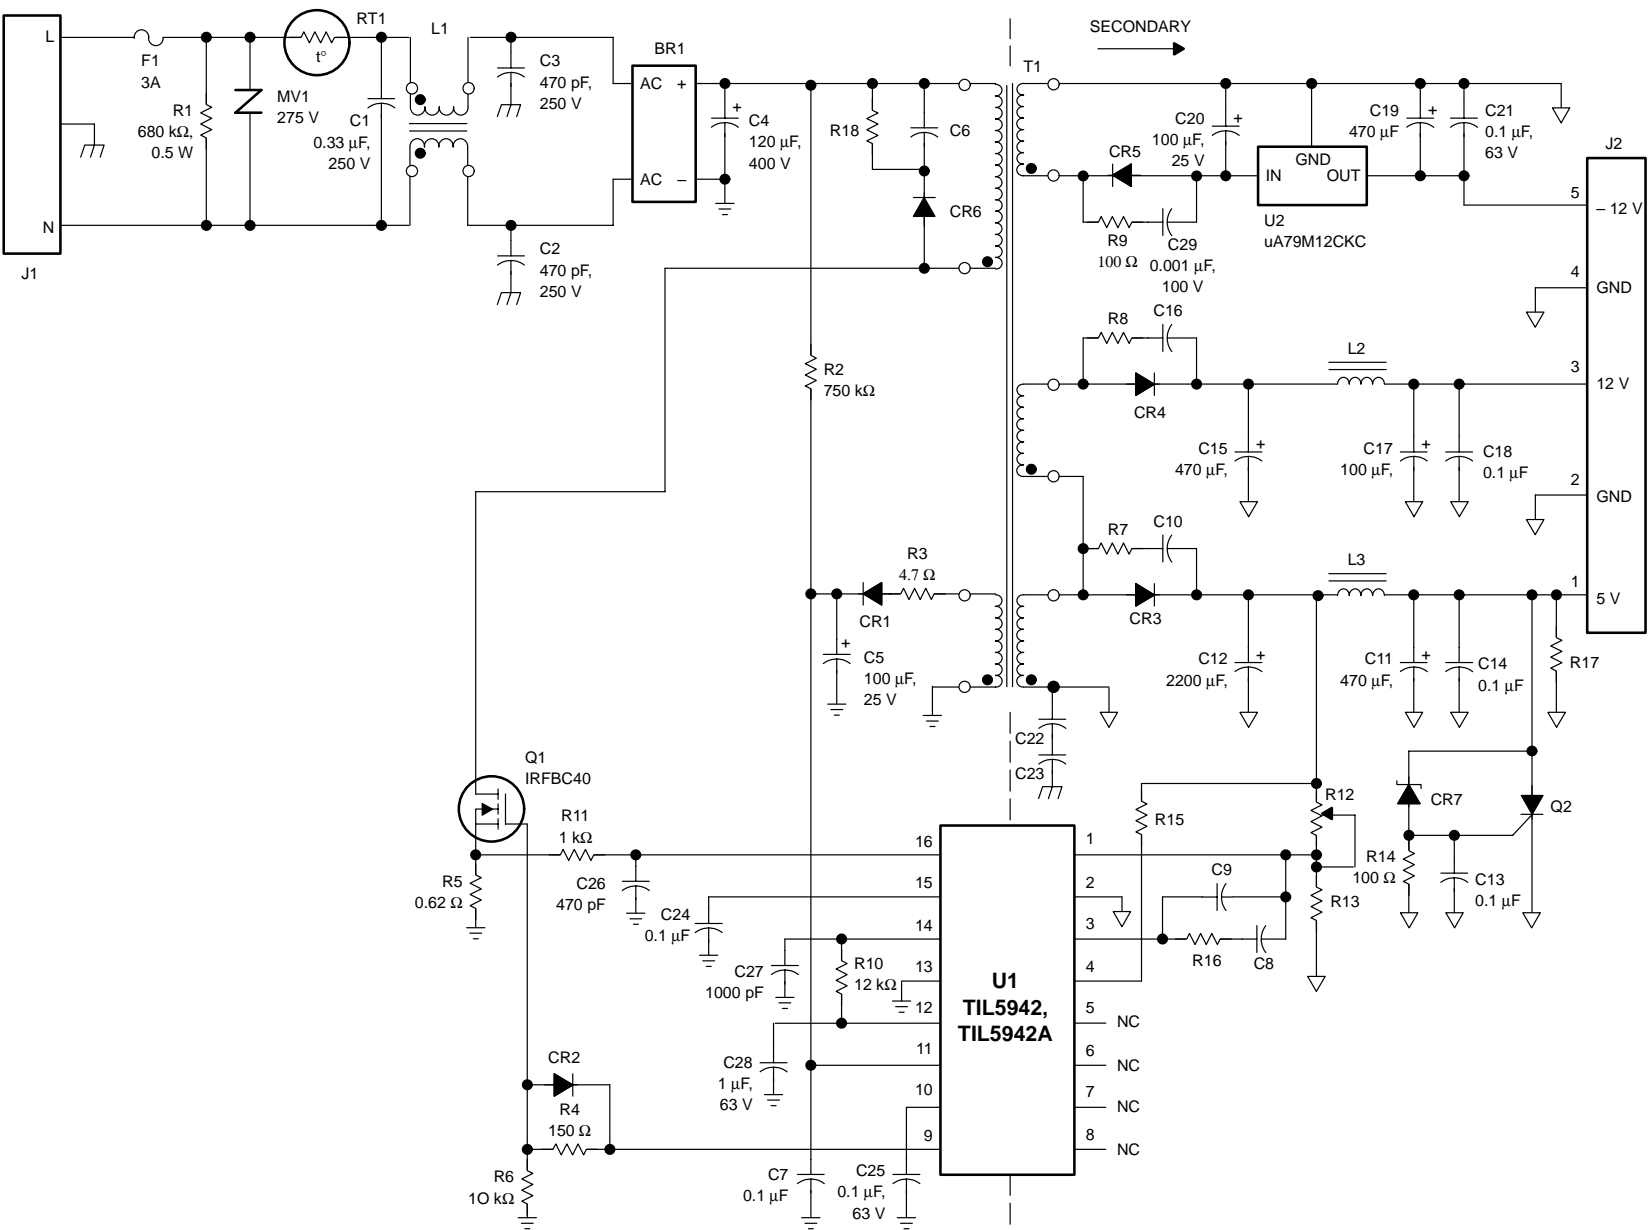 L
N
J1
F1
3A
R1
680 kΩ,
0.5 W
MV1
275 V
RT1
t°
C1
0.33 µF,
250 V
L1
C3
470 pF,
250 V
C2
470 pF,
250 V
BR1
AC +
AC –
+
C4
120 µF,
400 V
R18
C6
CR6
R2
750 kΩ
SECONDARY
T1
CR5
R9
100 Ω
C29
0.001 µF,
100 V
C20
100 µF,
25 V
+
GND
IN OUT
U2
uA79M12CKC
C19
470 µF
+
C21
0.1 µF,
63 V
J2
5
– 12 V
4
GND
3
12 V
2
GND
1
5 V
R8
C16
CR4
C15
470 µF,
+
L2
C17
100 µF,
+
C18
0.1 µF
R7
C10
CR3
C12
2200 µF,
+
L3
C11
470 µF,
+
C14
0.1 µF
R17
R3
4.7 Ω
CR1
+
C5
100 µF,
25 V
C22
C23
Q1
IRFBC40
R11
1 kΩ
R5
0.62 Ω
C26
470 pF
C24
0.1 µF
C27
1000 pF
R10
12 kΩ
C28
1 µF,
63 V
CR2
R4
150 Ω
R6
1O kΩ
C7
0.1 µF
C25
0.1 µF,
63 V
16
15
14
13
12
11
10
9
U1
TIL5942,
TIL5942A
1
2
3
4
5
NC
6
NC
7
NC
8
NC
R15
R12
R13
C9
R16
C8
CR7
Q2
R14
100 Ω
C13
0.1 µF